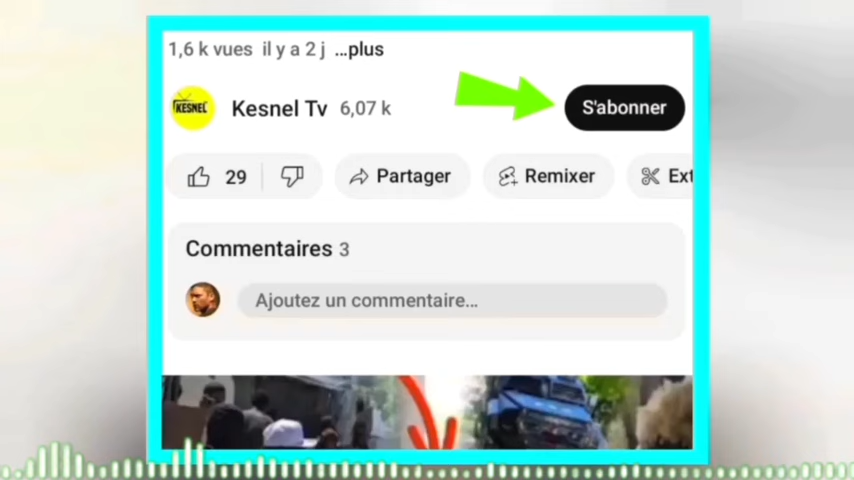 1,6 k vues il y a 2 j ...plus
KESNEL
Kesnel Tv 6,07 k
S'abonner
29
Partager
Remixer
Ext
Commentaires 3
Ajoutez un commentaire...